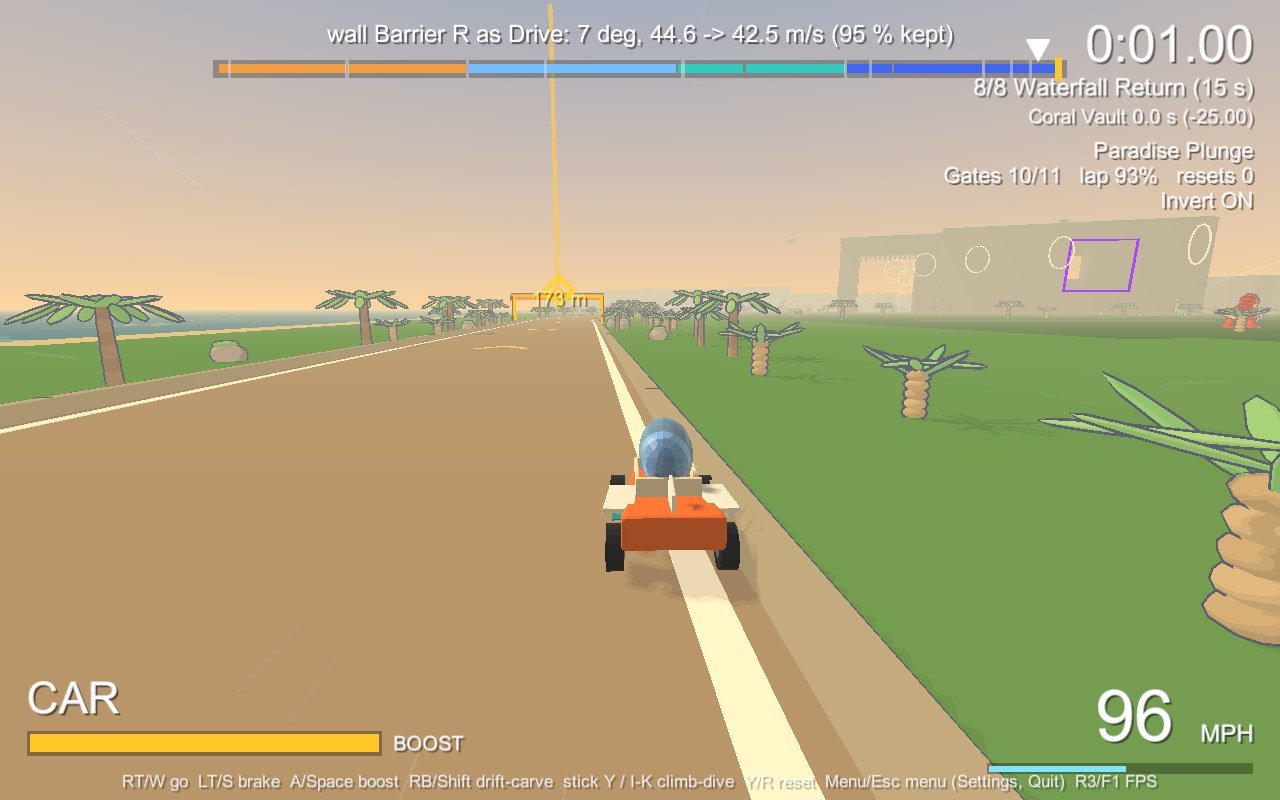 wall Barrier R as Drive: 7 deg, 44.6 -> 42.5 m/s (95 % kept)
0:01.00
8/8 Waterfall Return (15 s)
Coral Vault 0.0 s (-25.00)
Paradise Plunge
Gates 10/11 lap 93% resets 0
Invert ON
173 m
CAR
BOOST
96 MPH
RT/W go LT/S brake A/Space boost RB/Shift drift-carve stick Y / I-K climb-dive Y/R reset Menu/Esc menu (Settings, Quit) R3/F1 FPS